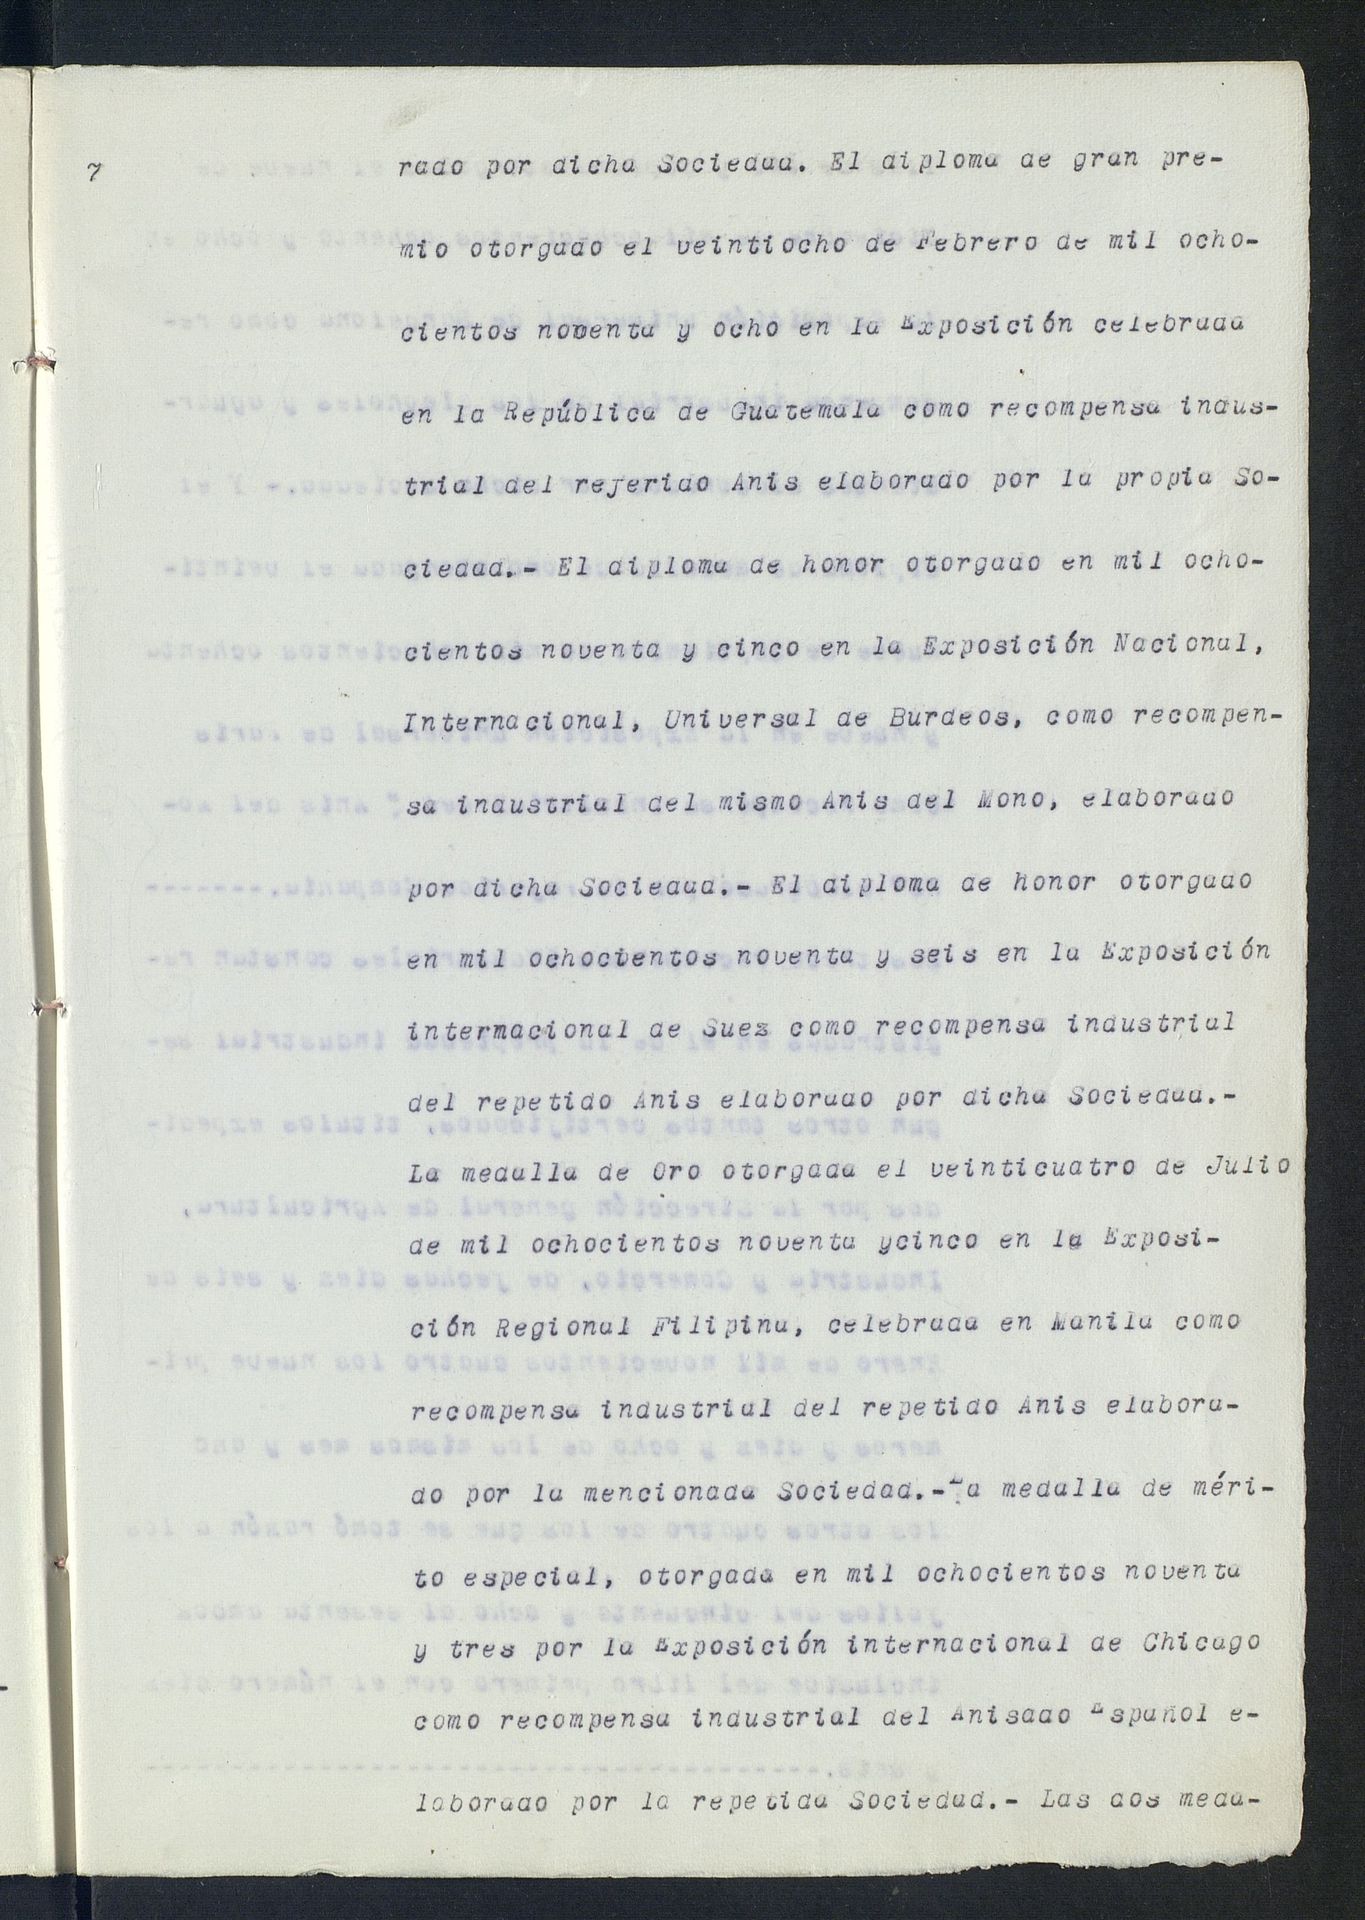 7
rado por dicha Sociedad. El diploma de gran pre-
mio otorgado el veintiocho de Febrero de mil ocho-
cientos noventa y ocho en la Exposición celebrada
en la República de Guatemala como recompensa indus-
trial del referido Anis elaborado por la propia So-
ciedad.- El diploma de honor otorgado en mil ocho-
cientos noventa y cinco en la Exposición Nacional,
Internacional, Universal de Burdeos, como recompen-
sa industrial del mismo Anis del Mono, elaborado
por dicha Sociedad.- El diploma de honor otorgado
en mil ochocientos noventa y seis en la Exposición
intermacional de Suez como recompensa industrial
del repetido Anis elaborado por dicha Sociedad.-
La medalla de Oro otorgada el veinticuatro de Julio
de mil ochocientos noventa ycinco en la Exposi-
ción Regional Filipina, celebrada en Manila como
recompensa industrial del repetido Anis elabora-
do por la mencionada Sociedad.-La medalla de méri-
to especial, otorgada en mil ochocientos noventa
y tres por la Exposición internacional de Chicago
como recompensa industrial del Anisado Español e-
laborado por la repetida Sociedad.- Las dos meda-